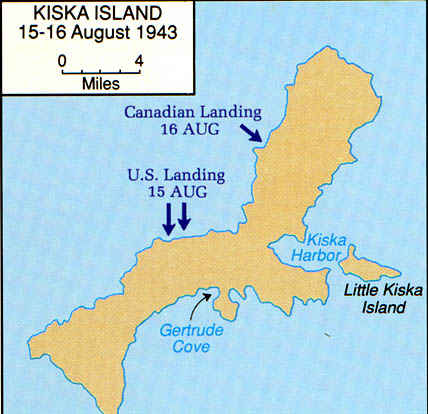 KISKA ISLAND
15-16 August 1943
0 4
Miles
Canadian Landing
16 AUG
U.S. Landing
15 AUG
Kiska
Harbor
Little Kiska
Island
Gertrude
Cove